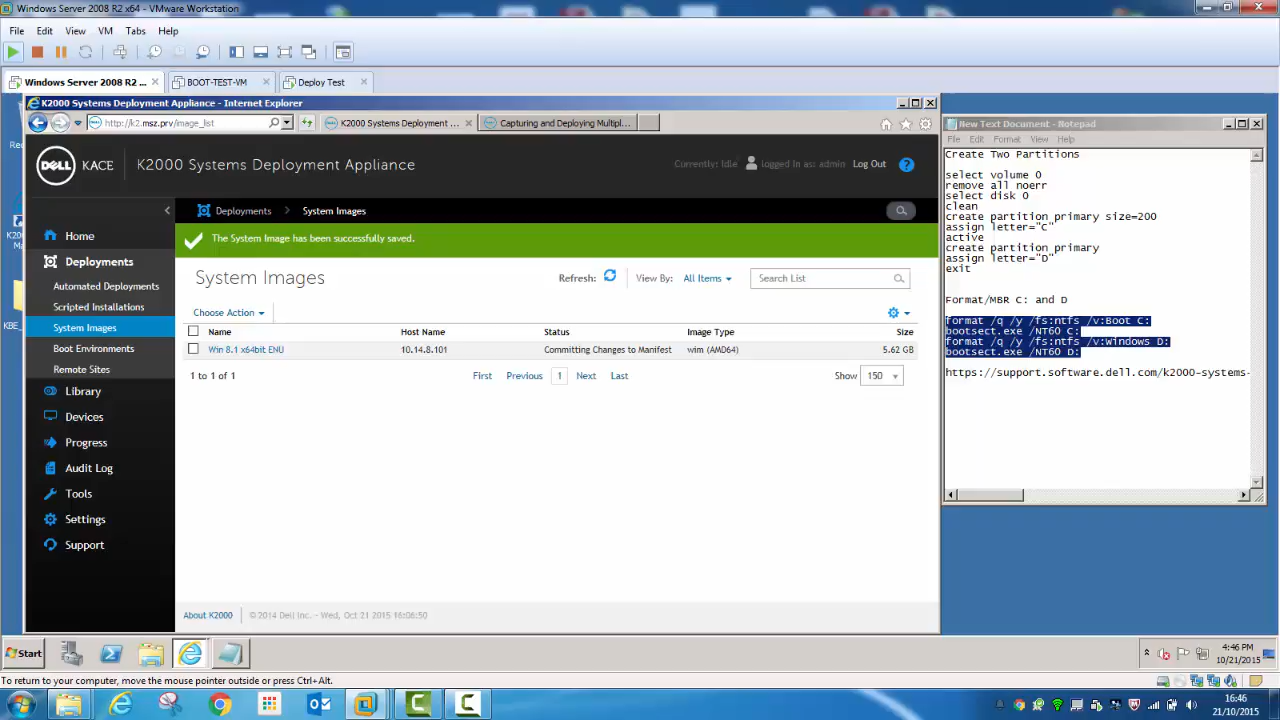 Windows Server 2008 R2 x64 - VMware Workstation
File Edit View VM Tabs Help
Windows Server 2008 R2 ... BOOT-TEST-VM Deploy Test
K2000 Systems Deployment Appliance - Internet Explorer
http://k2.msz.prv/image_list K2000 Systems Deployment ... Capturing and Deploying Multipl...
DELL KACE K2000 Systems Deployment Appliance Currently: Idle logged in as: admin Log Out ?
Deployments System Images
The System Image has been successfully saved.
Home
Deployments
Automated Deployments
Scripted Installations
System Images
Boot Environments
Remote Sites
Library
Devices
Progress
Audit Log
Tools
Settings
Support
System Images Refresh: View By: All Items Search List
Choose Action
Name Host Name Status Image Type Size
Win 8.1 x64bit ENU 10.14.8.101 Committing Changes to Manifest wim (AMD64) 5.62 GB
1 to 1 of 1 First Previous 1 Next Last Show 150
About K2000 © 2014 Dell Inc. - Wed, Oct 21 2015 16:06:50
New Text Document - Notepad
File Edit Format View Help
Create Two Partitions
select volume 0
remove all noerr
select disk 0
clean
create partition primary size=200
assign letter="C"
active
create partition primary
assign letter="D"
exit
Format/MBR C: and D
format /q /y /fs:ntfs /v:Boot C:
bootsect.exe /NT60 C:
format /q /y /fs:ntfs /v:Windows D:
bootsect.exe /NT60 D:
https://support.software.dell.com/k2000-systems-
Start
4:46 PM
10/21/2015
To return to your computer, move the mouse pointer outside or press Ctrl+Alt.
16:46
21/10/2015